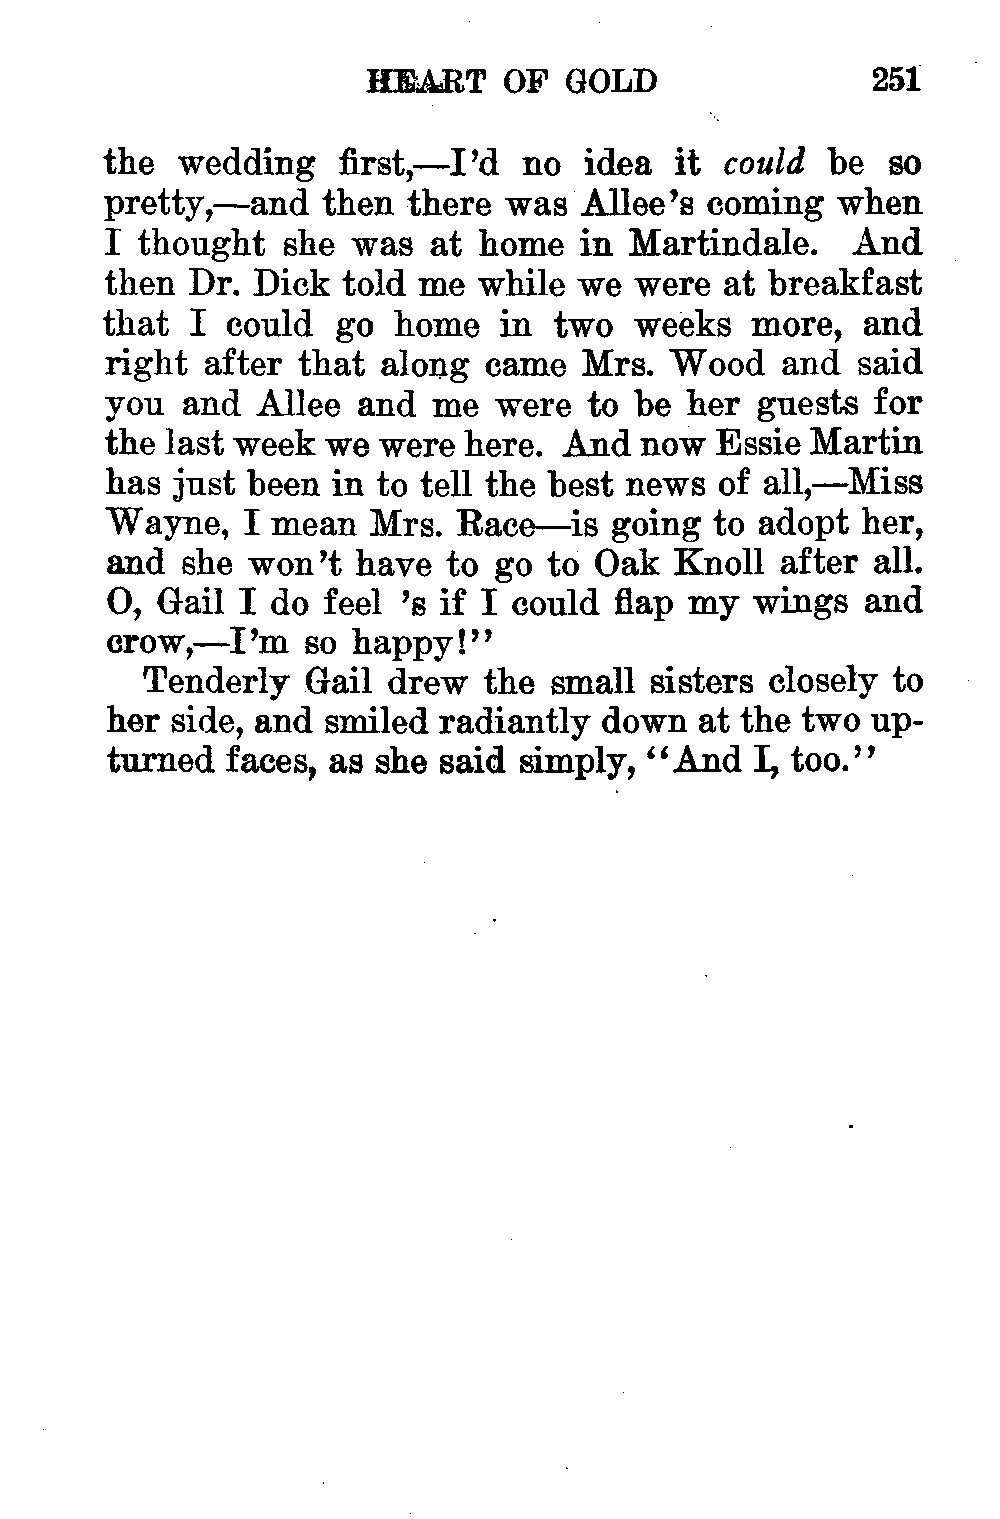 HEART OF GOLD 251
the wedding first,—I'd no idea it could be so
pretty,—and then there was Allee's coming when
I thought she was at home in Martindale. And
then Dr. Dick told me while we were at breakfast
that I could go home in two weeks more, and
right after that along came Mrs. Wood and said
you and Allee and me were to be her guests for
the last week we were here. And now Essie Martin
has just been in to tell the best news of all,—Miss
Wayne, I mean Mrs. Race—is going to adopt her,
and she won't have to go to Oak Knoll after all.
O, Gail I do feel 's if I could flap my wings and
crow,—I'm so happy!''
Tenderly Gail drew the small sisters closely to
her side, and smiled radiantly down at the two up-
turned faces, as she said simply, ‘‘And I, too.''